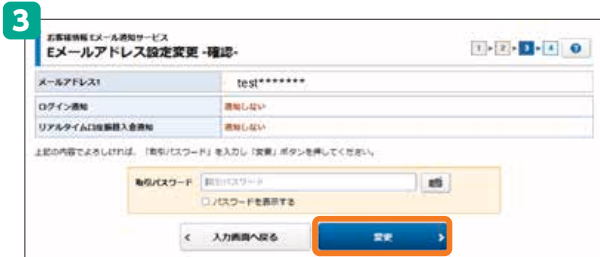 3
お客様情報 Eメール通知サービス
Eメールアドレス設定変更 -確認-
1 2 3 4 ?
メールアドレス1 test*******
ログイン通知 通知しない
リアルタイム口座振替入金通知 通知しない
上記の内容でよろしければ、「取引パスワード」を入力し「変更」ボタンを押してください。
取引パスワード 取引パスワード
パスワードを表示する
< 入力画面へ戻る 変更 >